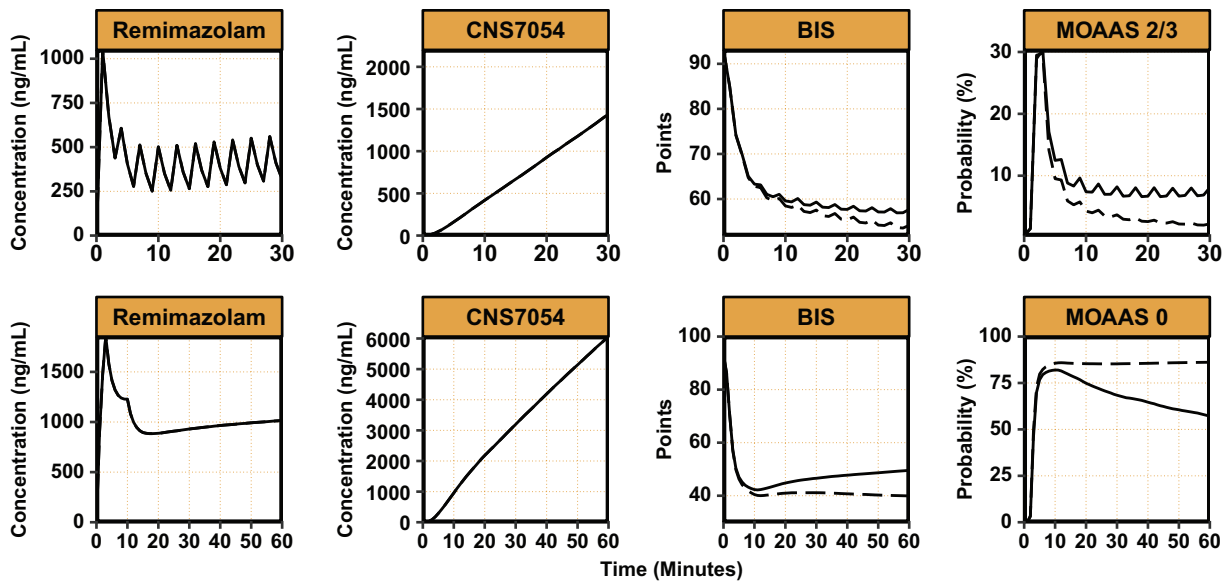 Remimazolam
CNS7054
BIS
MOAAS 2/3
Concentration (ng/mL)
1000
750
500
250
0
0 10 20 30
Concentration (ng/mL)
2000
1500
1000
500
0
0 10 20 30
Points
90
80
70
60
0 10 20 30
Probability (%)
30
20
10
0 10 20 30
Remimazolam
CNS7054
BIS
MOAAS 0
Concentration (ng/mL)
1500
1000
500
0
0 10 20 30 40 50 60
Concentration (ng/mL)
6000
5000
4000
3000
2000
1000
0
0 10 20 30 40 50 60
Points
100
80
60
40
0 10 20 30 40 50 60
Probability (%)
100
75
50
25
0
0 10 20 30 40 50 60
Time (Minutes)